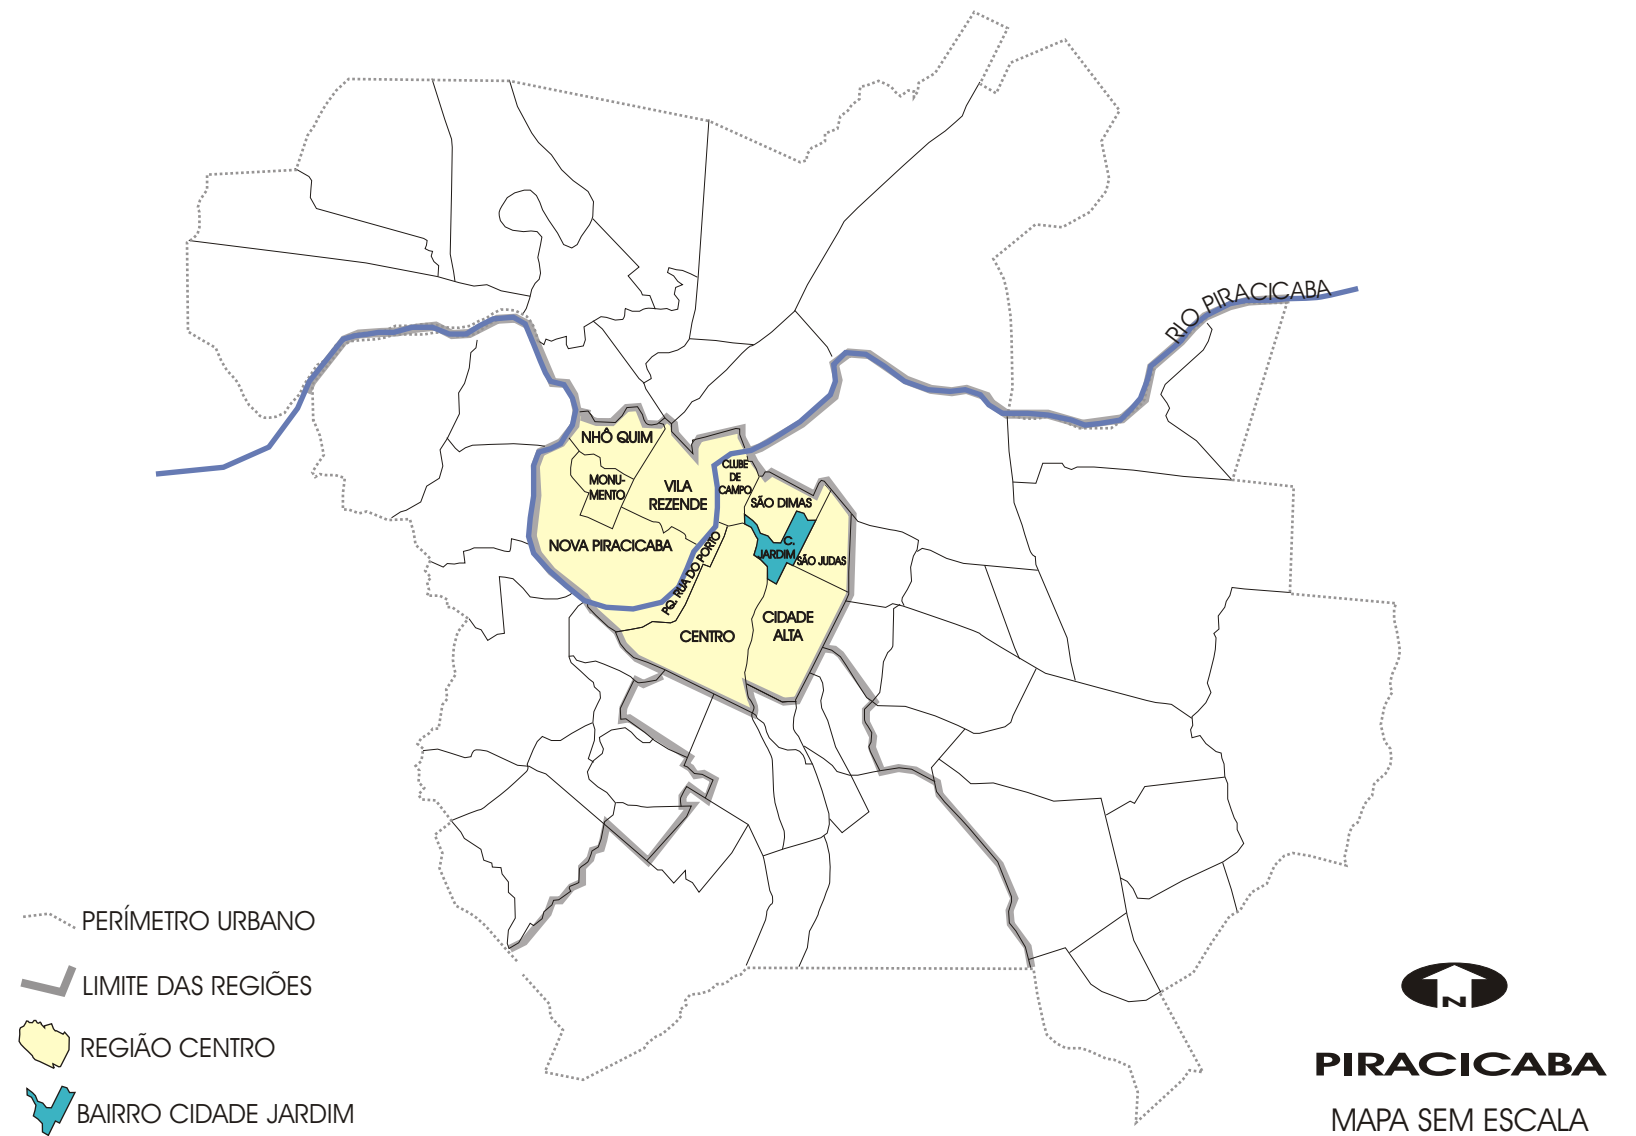 RIO PIRACICABA
NHÔ QUIM
MONU-
MENTO
VILA
REZENDE
CLUBE
DE
CAMPO
SÃO DIMAS
C.
JARDIM
SÃO JUDAS
NOVA PIRACICABA
PQ. RUA DO PORTO
CENTRO
CIDADE
ALTA
PERÍMETRO URBANO
LIMITE DAS REGIÕES
REGIÃO CENTRO
BAIRRO CIDADE JARDIM
N
PIRACICABA
MAPA SEM ESCALA